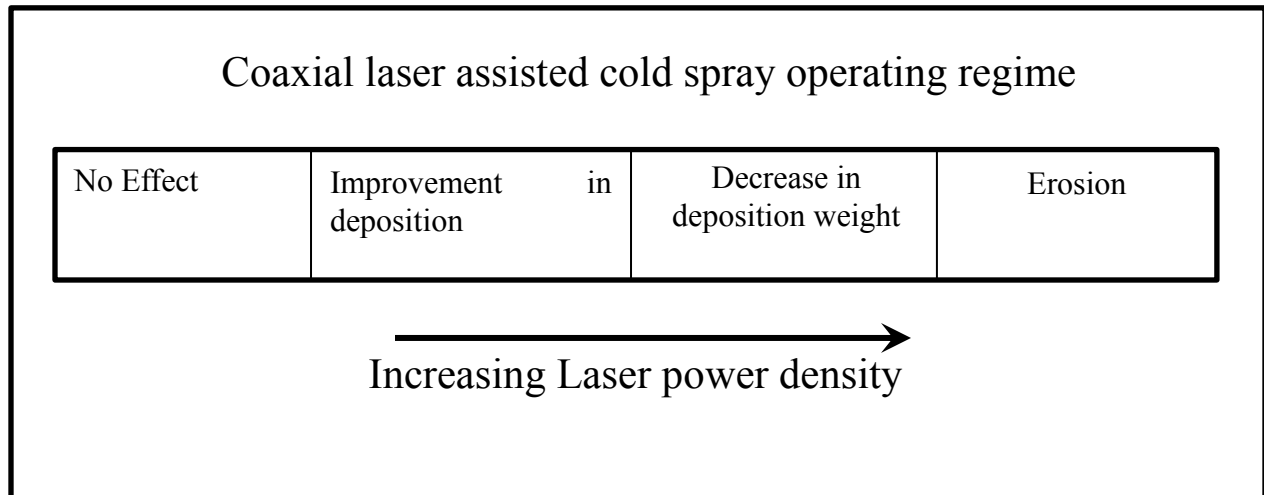 Coaxial laser assisted cold spray operating regime
No Effect
Improvement in
deposition
Decrease in
deposition weight
Erosion
Increasing Laser power density